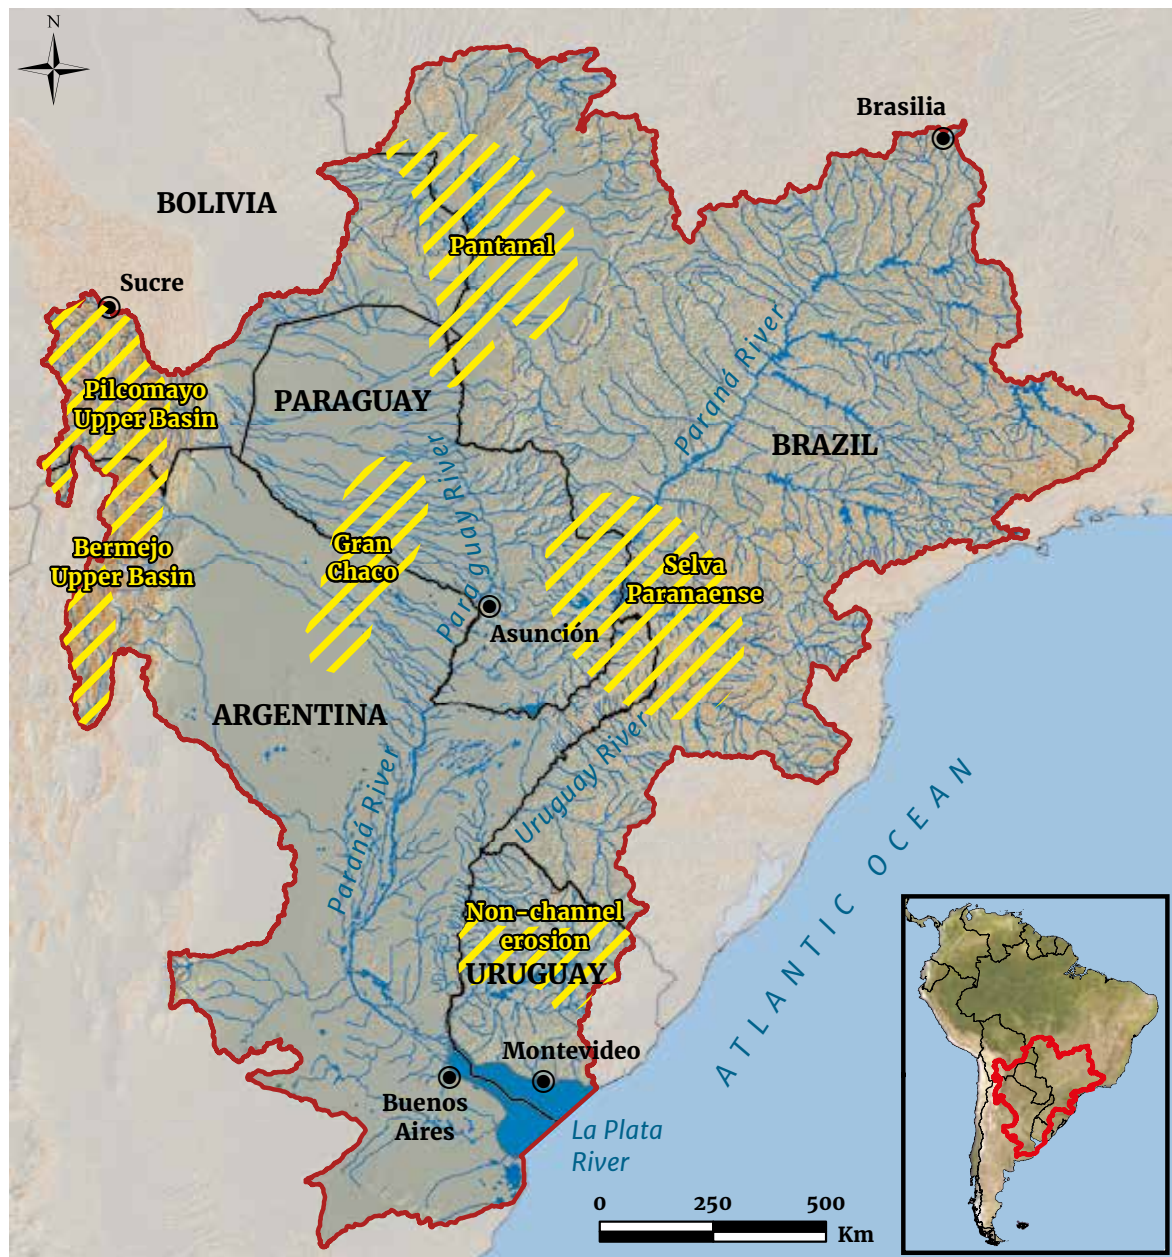 N
Brasilia
BOLIVIA
Pantanal
Sucre
Paraná River
Pilcomayo
Upper Basin
PARAGUAY
BRAZIL
Paraguay River
Bermejo
Upper Basin
Gran
Chaco
Selva
Paranaense
Asunción
ARGENTINA
Uruguay River
Paraná River
ATLANTIC OCEAN
Non-channel
erosion
URUGUAY
Montevideo
Buenos
Aires
La Plata
River
0 250 500
Km